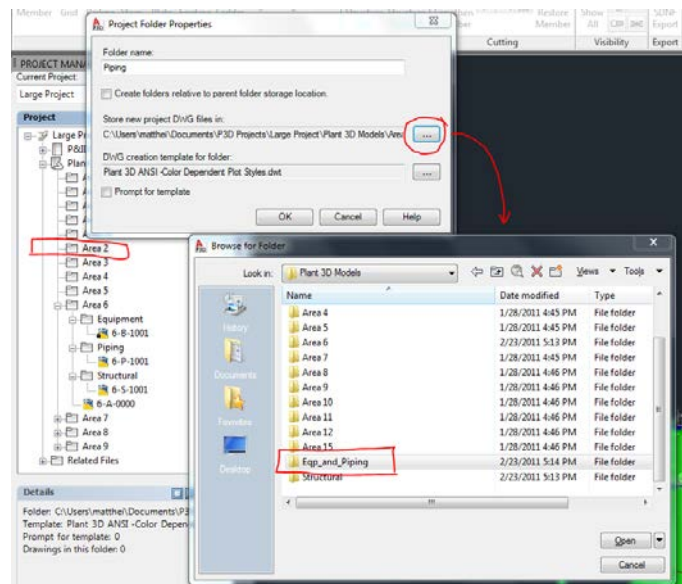 Member Grid
Restore
Show
Member
All
Export
Cutting
Visibility
Export
Project Folder Properties
Folder name:
Piping
Create folders relative to parent folder storage location.
Store new project DWG files in:
C:\Users\matthei\Documents\P3D Projects\Large Project\Plant 3D Models\Area
...
DWG creation template for folder:
Plant 3D ANSI -Color Dependent Plot Styles.dwt
...
Prompt for template
OK Cancel Help
PROJECT MANA
Current Project:
Large Project
Project
Large Pr
P&ID
Plan
A
A
A
A
Area 2
Area 3
Area 4
Area 5
Area 6
Equipment
6-B-1001
Piping
6-P-1001
Structural
6-S-1001
6-A-0000
Area 7
Area 8
Area 9
Related Files
Details
Folder: C:\Users\matthei\Documents\P3
Template: Plant 3D ANSI -Color Depen
Prompt for template: 0
Drawings in this folder: 0
Browse for Folder
Look in: Plant 3D Models Views Tools
Name Date modified Type
Area 4 1/28/2011 4:45 PM File folder
Area 5 1/28/2011 4:45 PM File folder
Area 6 2/23/2011 5:13 PM File folder
Area 7 1/28/2011 4:45 PM File folder
Area 8 1/28/2011 4:46 PM File folder
Area 9 1/28/2011 4:46 PM File folder
Area 10 1/28/2011 4:46 PM File folder
Area 11 1/28/2011 4:46 PM File folder
Area 12 1/28/2011 4:46 PM File folder
Area 15 1/28/2011 4:46 PM File folder
Eqp_and_Piping 2/23/2011 5:14 PM File folder
Structural 2/23/2011 5:13 PM File folder
History
Documents
Favorites
Desktop
Open
Cancel